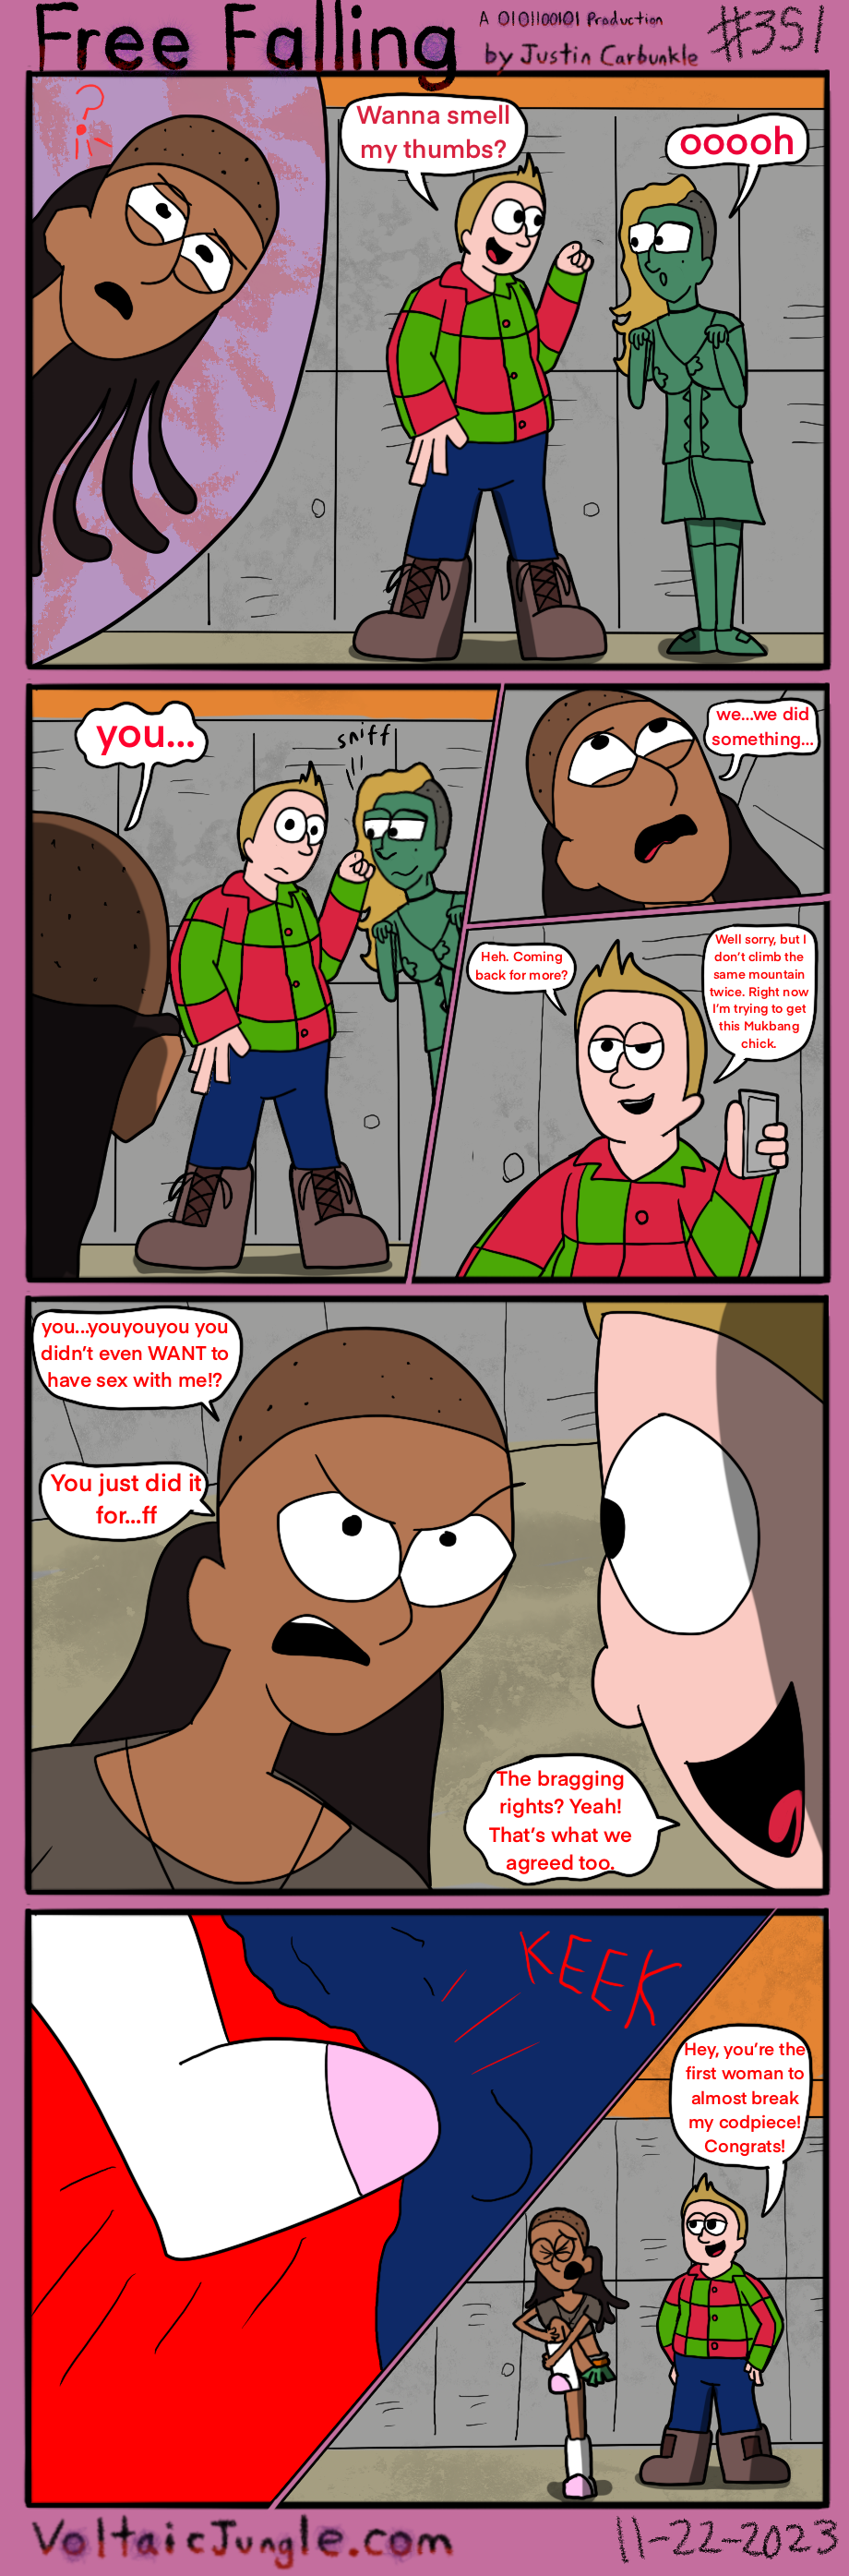 Free Falling
A 0101100101 Production
by Justin Carbunkle
#351
?
Wanna smell
my thumbs?
ooooh
you...
sniff
we...we did
something...
Heh. Coming
back for more?
Well sorry, but I
don't climb the
same mountain
twice. Right now
I'm trying to get
this Mukbang
chick.
you...youyouyou you
didn't even WANT to
have sex with me!?
You just did it
for...ff
The bragging
rights? Yeah!
That's what we
agreed too.
KEEK
Hey, you're the
first woman to
almost break
my codpiece!
Congrats!
VoltaicJungle.com
11-22-2023